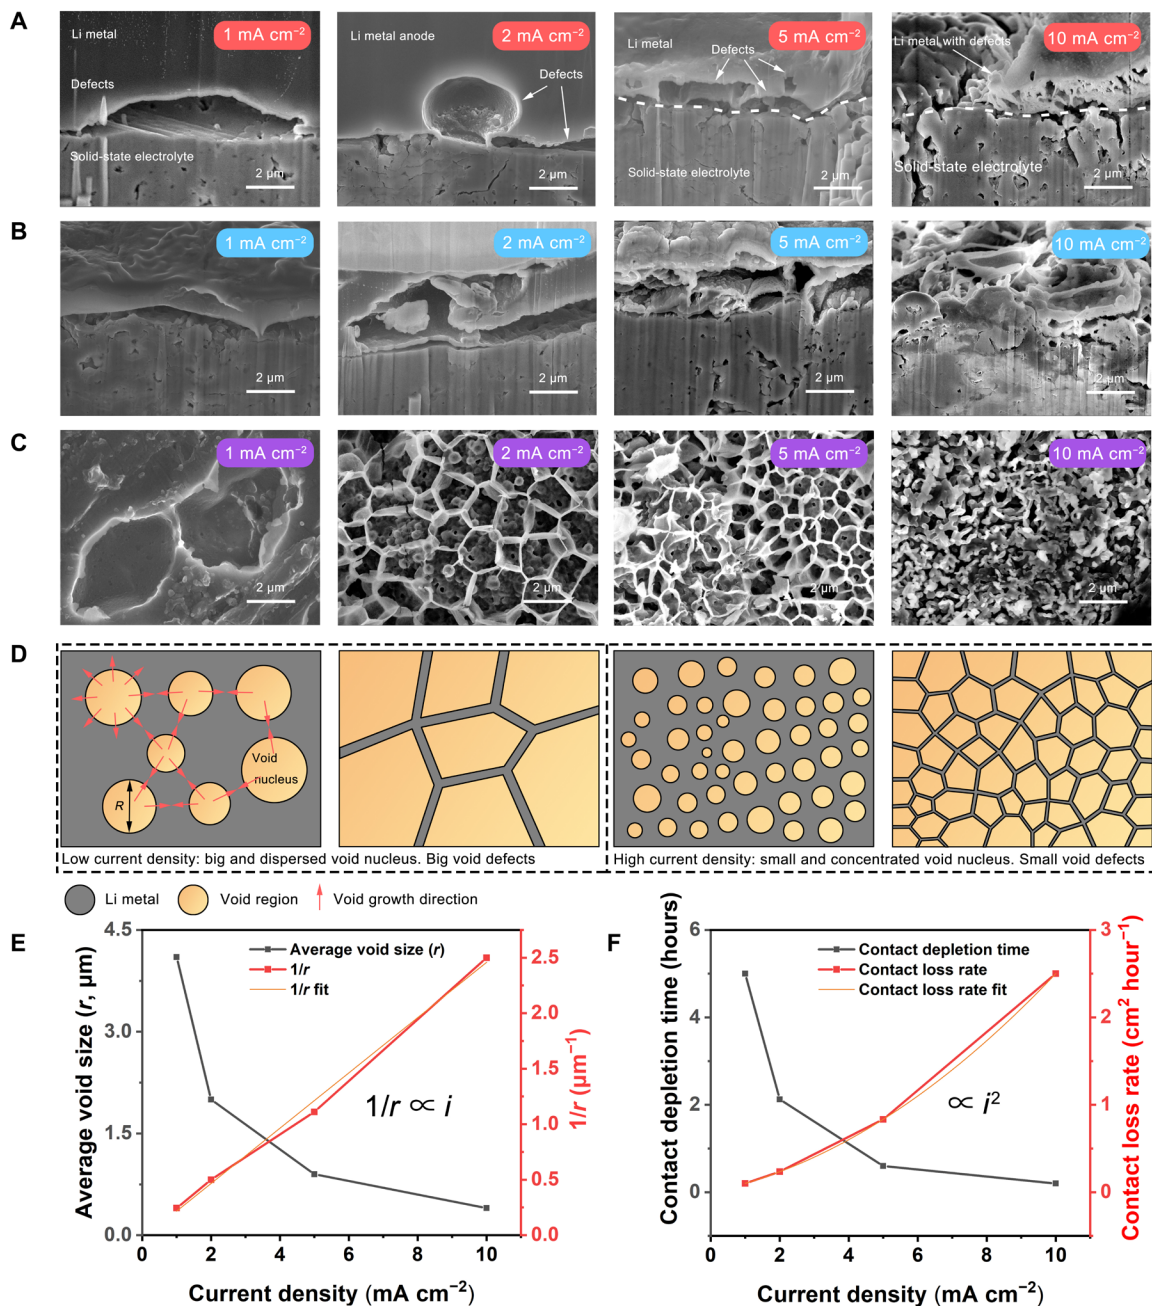 A
Li metal
1 mA cm⁻²
Defects
Solid-state electrolyte
2 μm
Li metal anode
2 mA cm⁻²
Defects
2 μm
Li metal
5 mA cm⁻²
Defects
Solid-state electrolyte
2 μm
Li metal with defects
10 mA cm⁻²
Solid-state electrolyte
2 μm
B
1 mA cm⁻²
2 μm
2 mA cm⁻²
2 μm
5 mA cm⁻²
2 μm
10 mA cm⁻²
2 μm
C
1 mA cm⁻²
2 μm
2 mA cm⁻²
2 μm
5 mA cm⁻²
2 μm
10 mA cm⁻²
2 μm
D
Void
nucleus
R
Low current density: big and dispersed void nucleus. Big void defects
High current density: small and concentrated void nucleus. Small void defects
Li metal
Void region
Void growth direction
E
Average void size (r)
1/r
1/r fit
1/r ∝ i
Average void size (r, μm)
4.5
3.0
1.5
0.0
1/r (μm⁻¹)
2.5
2.0
1.5
1.0
0.5
0.0
0 2 4 6 8 10
Current density (mA cm⁻²)
F
Contact depletion time
Contact loss rate
Contact loss rate fit
∝ i²
Contact depletion time (hours)
6
4
2
0
Contact loss rate (cm² hour⁻¹)
3
2
1
0
0 2 4 6 8 10
Current density (mA cm⁻²)